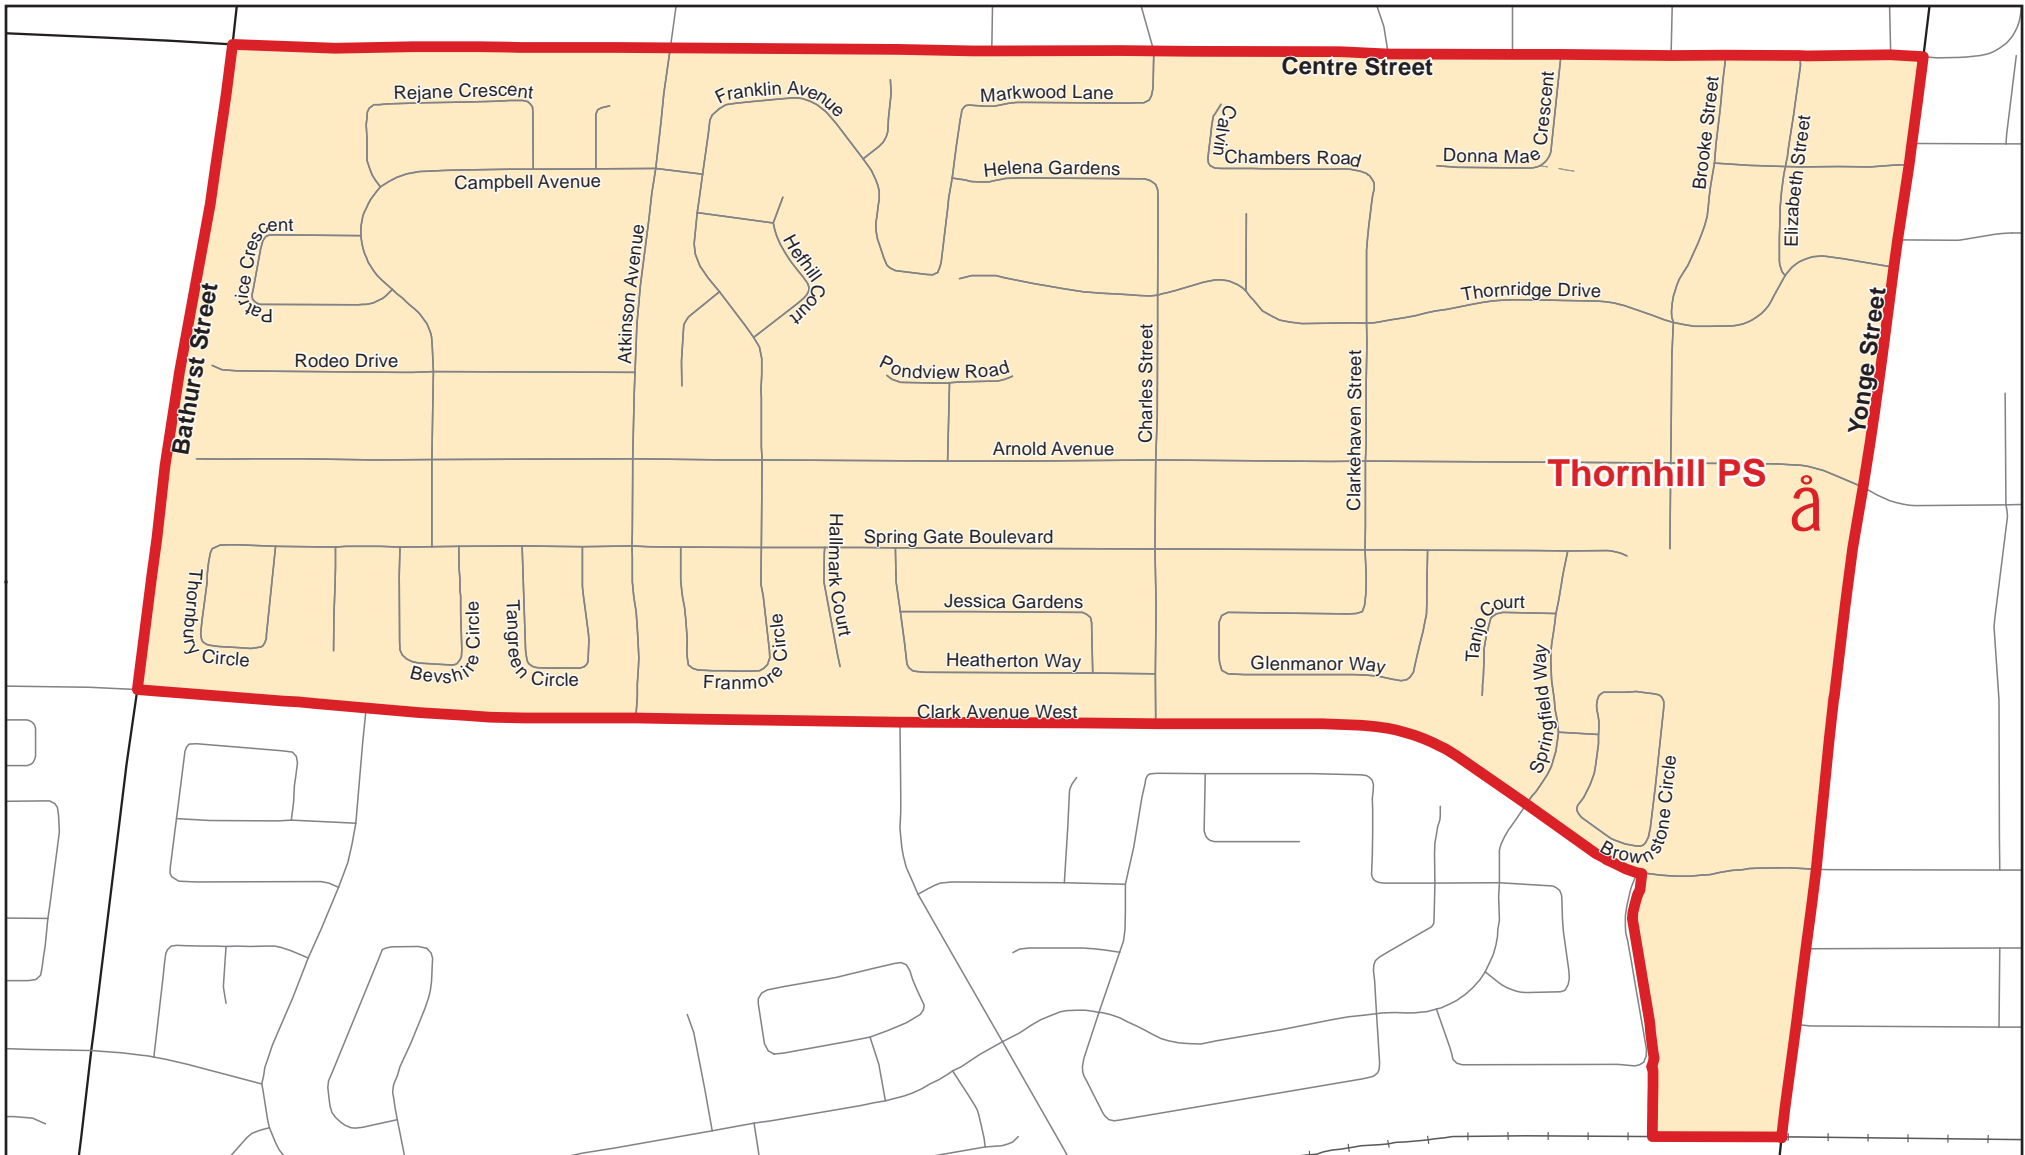 Centre Street
Rejane Crescent
Franklin Avenue
Markwood Lane
Calvin
Chambers Road
Donna Mae Crescent
Brooke Street
Elizabeth Street
Helena Gardens
Campbell Avenue
Patrice Crescent
Atkinson Avenue
Hefhill Court
Thornridge Drive
Bathurst Street
Yonge Street
Rodeo Drive
Pondview Road
Charles Street
Clarkehaven Street
Arnold Avenue
Thornhill PS
å
Spring Gate Boulevard
Hallmark Court
Thornbury Circle
Bevshire Circle
Tangreen Circle
Franmore Circle
Jessica Gardens
Heatherton Way
Glenmanor Way
Tanjo Court
Springfield Way
Clark Avenue West
Brownstone Circle